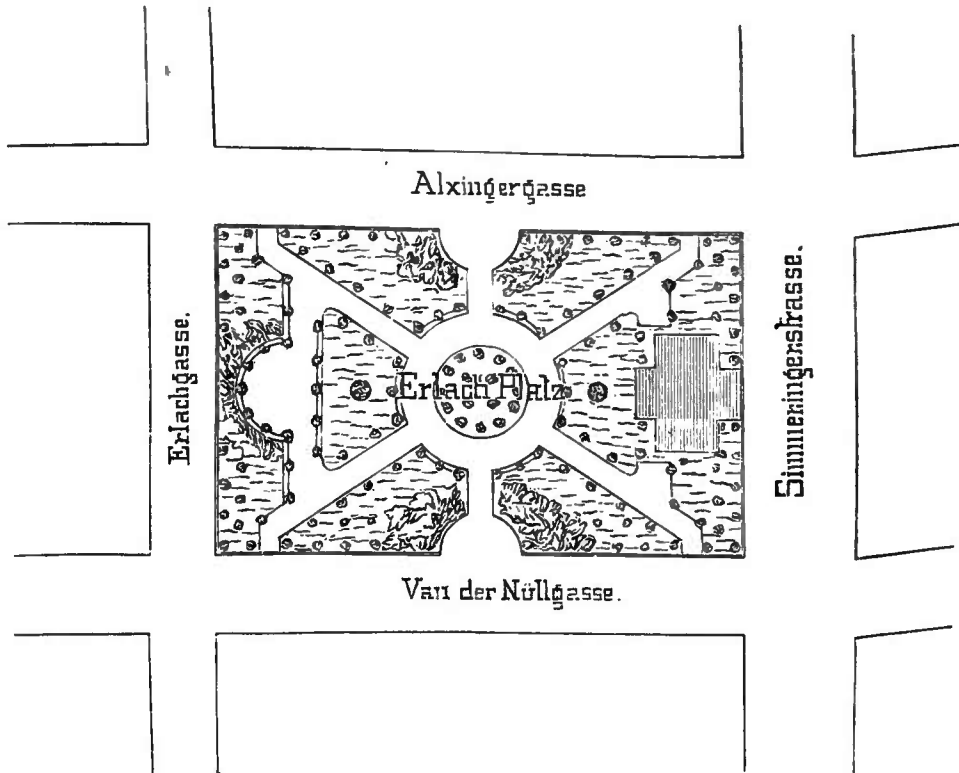 Alxingergasse
Erlachgasse.
Erlach Platz
Simmeringerstrasse.
Van der Nüllgasse.